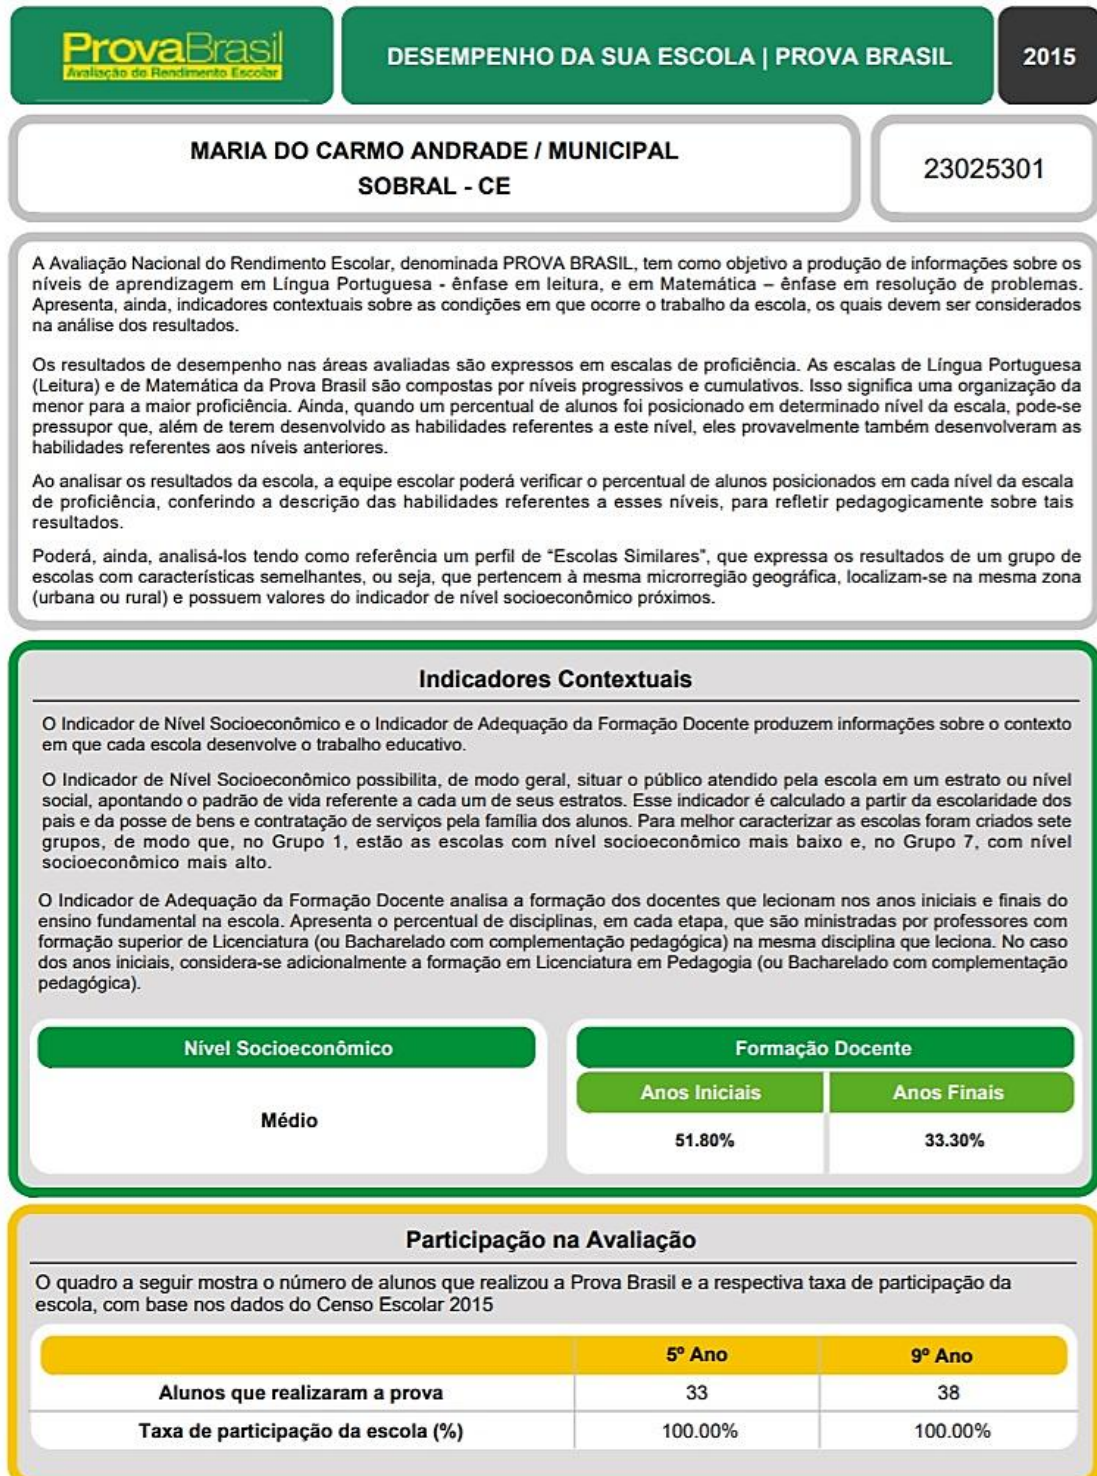 ProvaBrasil
Avaliação do Rendimento Escolar
DESEMPENHO DA SUA ESCOLA | PROVA BRASIL
2015
MARIA DO CARMO ANDRADE / MUNICIPAL
SOBRAL - CE
23025301
A Avaliação Nacional do Rendimento Escolar, denominada PROVA BRASIL, tem como objetivo a produção de informações sobre os
níveis de aprendizagem em Língua Portuguesa - ênfase em leitura, e em Matemática – ênfase em resolução de problemas.
Apresenta, ainda, indicadores contextuais sobre as condições em que ocorre o trabalho da escola, os quais devem ser considerados
na análise dos resultados.
Os resultados de desempenho nas áreas avaliadas são expressos em escalas de proficiência. As escalas de Língua Portuguesa
(Leitura) e de Matemática da Prova Brasil são compostas por níveis progressivos e cumulativos. Isso significa uma organização da
menor para a maior proficiência. Ainda, quando um percentual de alunos foi posicionado em determinado nível da escala, pode-se
pressupor que, além de terem desenvolvido as habilidades referentes a este nível, eles provavelmente também desenvolveram as
habilidades referentes aos níveis anteriores.
Ao analisar os resultados da escola, a equipe escolar poderá verificar o percentual de alunos posicionados em cada nível da escala
de proficiência, conferindo a descrição das habilidades referentes a esses níveis, para refletir pedagogicamente sobre tais
resultados.
Poderá, ainda, analisá-los tendo como referência um perfil de “Escolas Similares”, que expressa os resultados de um grupo de
escolas com características semelhantes, ou seja, que pertencem à mesma microrregião geográfica, localizam-se na mesma zona
(urbana ou rural) e possuem valores do indicador de nível socioeconômico próximos.
Indicadores Contextuais
O Indicador de Nível Socioeconômico e o Indicador de Adequação da Formação Docente produzem informações sobre o contexto
em que cada escola desenvolve o trabalho educativo.
O Indicador de Nível Socioeconômico possibilita, de modo geral, situar o público atendido pela escola em um estrato ou nível
social, apontando o padrão de vida referente a cada um de seus estratos. Esse indicador é calculado a partir da escolaridade dos
pais e da posse de bens e contratação de serviços pela família dos alunos. Para melhor caracterizar as escolas foram criados sete
grupos, de modo que, no Grupo 1, estão as escolas com nível socioeconômico mais baixo e, no Grupo 7, com nível
socioeconômico mais alto.
O Indicador de Adequação da Formação Docente analisa a formação dos docentes que lecionam nos anos iniciais e finais do
ensino fundamental na escola. Apresenta o percentual de disciplinas, em cada etapa, que são ministradas por professores com
formação superior de Licenciatura (ou Bacharelado com complementação pedagógica) na mesma disciplina que leciona. No caso
dos anos iniciais, considera-se adicionalmente a formação em Licenciatura em Pedagogia (ou Bacharelado com complementação
pedagógica).
Nível Socioeconômico
Médio
Formação Docente
Anos Iniciais Anos Finais
51.80% 33.30%
Participação na Avaliação
O quadro a seguir mostra o número de alunos que realizou a Prova Brasil e a respectiva taxa de participação da
escola, com base nos dados do Censo Escolar 2015
5º Ano 9º Ano
Alunos que realizaram a prova 33 38
Taxa de participação da escola (%) 100.00% 100.00%